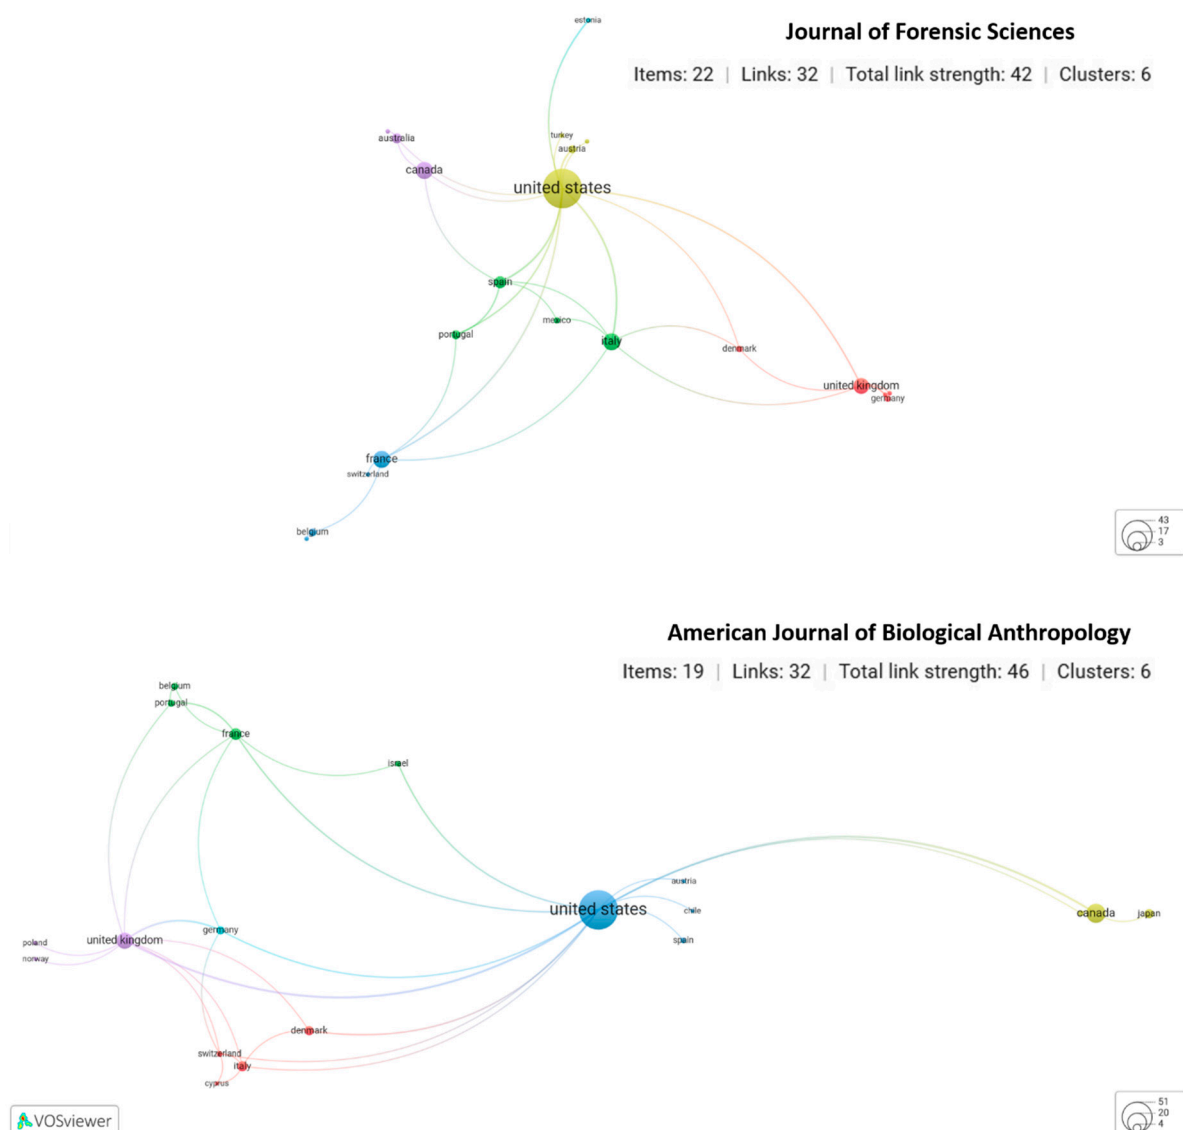 Journal of Forensic Sciences
Items: 22 | Links: 32 | Total link strength: 42 | Clusters: 6
estonia
turkey
austria
australia
canada
united states
spain
mexico
portugal
italy
denmark
united kingdom
germany
france
switzerland
belgium
43
17
3
American Journal of Biological Anthropology
Items: 19 | Links: 32 | Total link strength: 46 | Clusters: 6
belgium
portugal
france
israel
austria
united states
chile
canada
japan
germany
united kingdom
spain
poland
norway
denmark
switzerland
italy
cyprus
51
20
4
VOSviewer